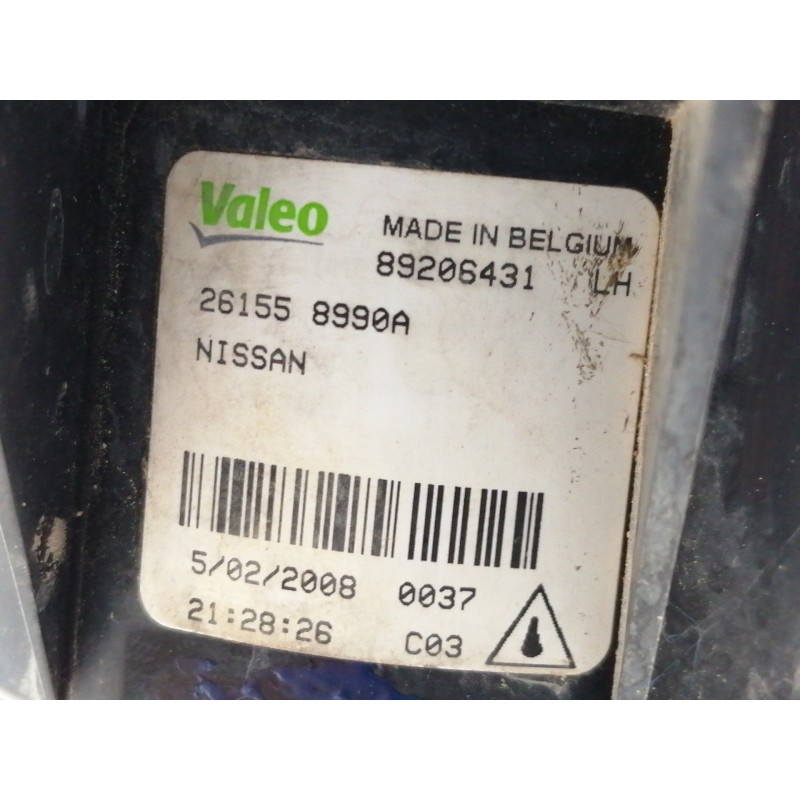 Valeo
MADE IN BELGIUM
89206431 LH
26155 8990A
NISSAN
5/02/2008 0037
21:28:26 C03